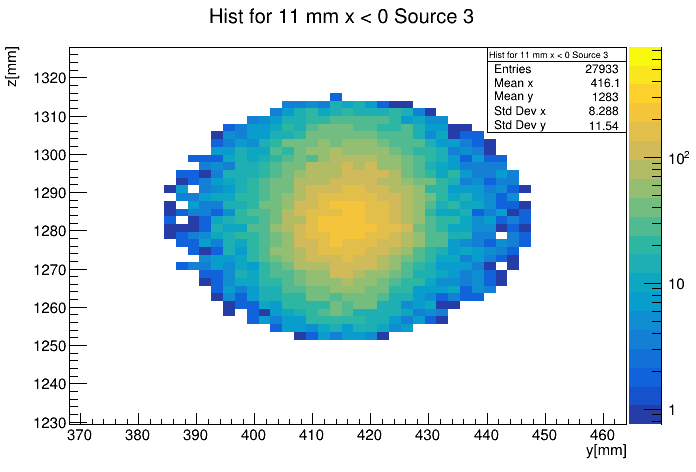 Hist for 11 mm x < 0 Source 3
z[mm]
Hist for 11 mm x < 0 Source 3
Entries 27933
Mean x 416.1
Mean y 1283
Std Dev x 8.288
Std Dev y 11.54
1320
1310
1300
1290
1280
1270
1260
1250
1240
1230
10²
10
1
370 380 390 400 410 420 430 440 450 460
y[mm]